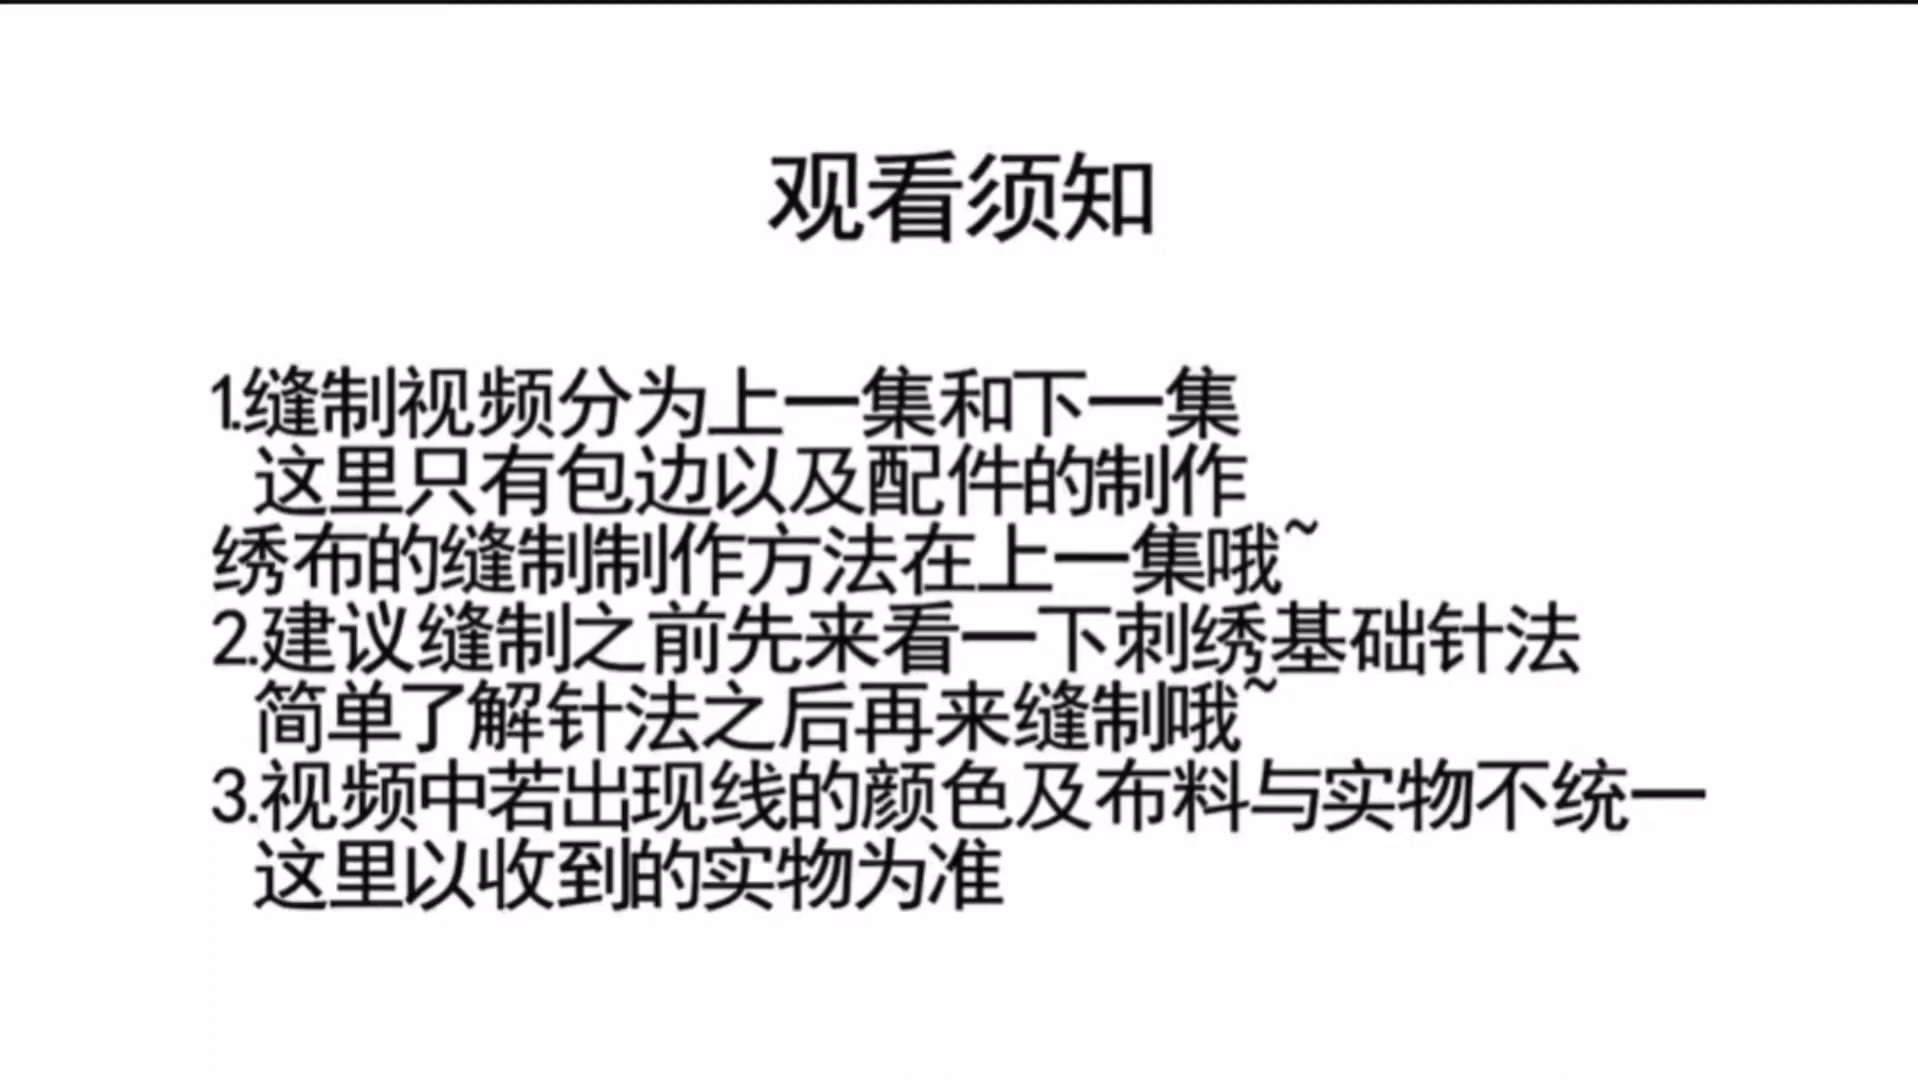 观看须知
1.缝制视频分为上一集和下一集
这里只有包边以及配件的制作
绣布的缝制制作方法在上一集哦~
2.建议缝制之前先来看一下刺绣基础针法
简单了解针法之后再来缝制哦~
3.视频中若出现线的颜色及布料与实物不统一
这里以收到的实物为准